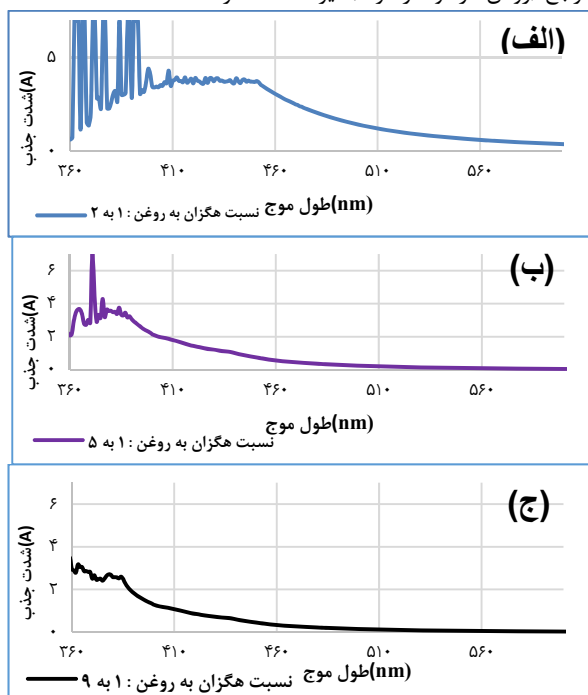 (الف)
۵
۰
شدت جذب (A)
۳۶۰ ۴۱۰ ۴۶۰ ۵۱۰ ۵۶۰
طول موج (nm)
نسبت هگزان به روغن : ۱ به ۲
(ب)
۶
۴
۲
۰
شدت جذب (A)
۳۶۰ ۴۱۰ ۴۶۰ ۵۱۰ ۵۶۰
طول موج (nm)
نسبت هگزان به روغن : ۱ به ۵
(ج)
۶
۴
۲
۰
شدت جذب (A)
۳۶۰ ۴۱۰ ۴۶۰ ۵۱۰ ۵۶۰
طول موج (nm)
نسبت هگزان به روغن : ۱ به ۹